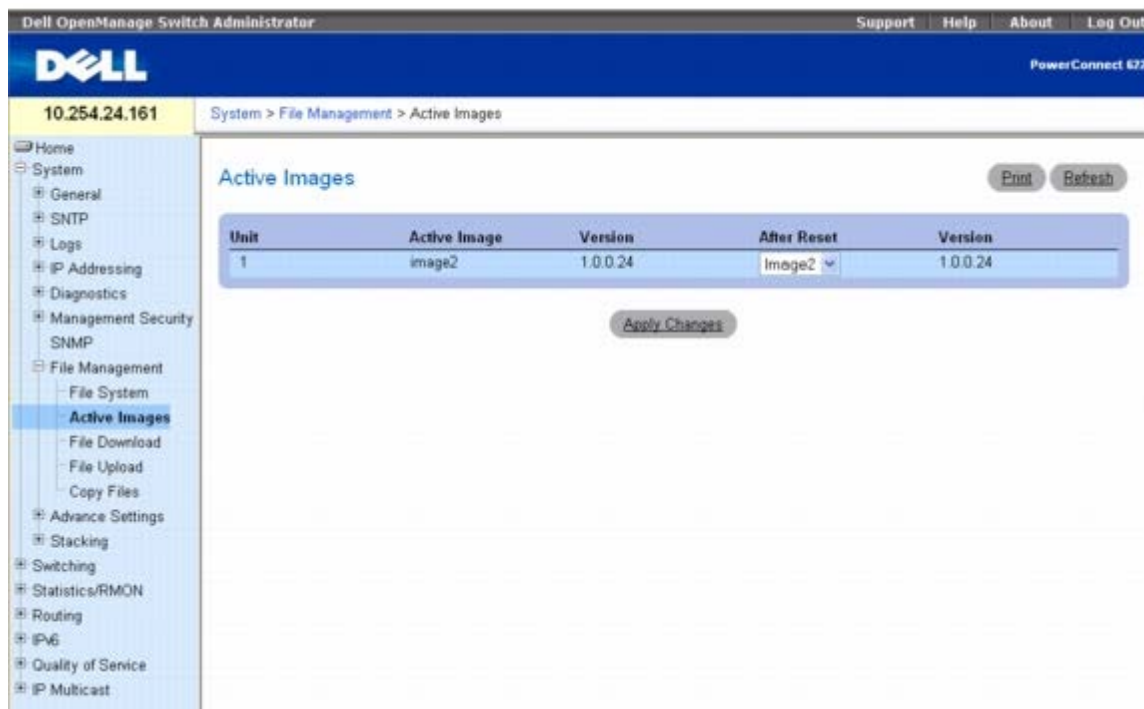 Dell OpenManage Switch Administrator
Support Help About Log Out
DELL
PowerConnect 622
10.254.24.161
System > File Management > Active Images
Home
System
General
SNTP
Logs
IP Addressing
Diagnostics
Management Security
SNMP
File Management
File System
Active Images
File Download
File Upload
Copy Files
Advance Settings
Stacking
Switching
Statistics/RMON
Routing
IPv6
Quality of Service
IP Multicast
Active Images
Print Refresh
Unit Active Image Version After Reset Version
1 image2 1.0.0.24 Image2 1.0.0.24
Apply Changes